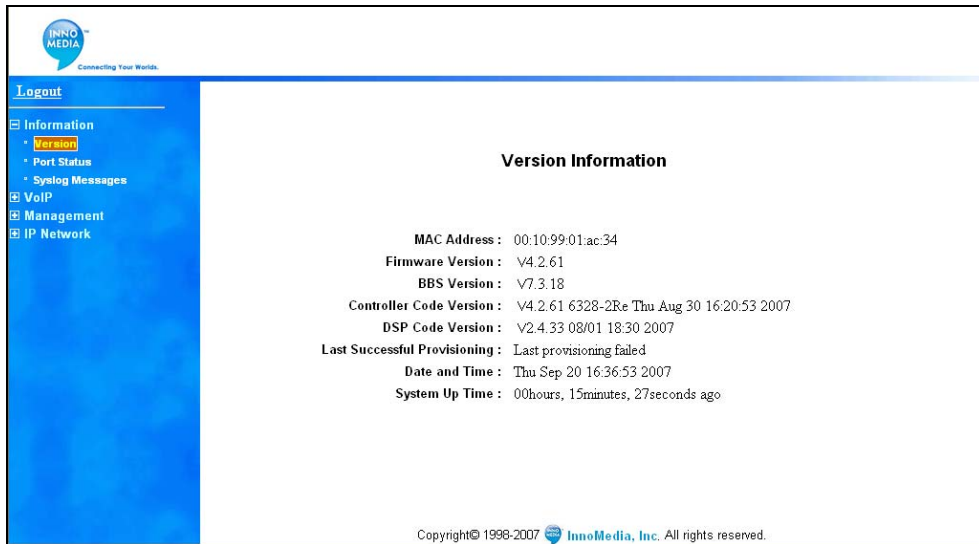 INNO
MEDIA
™
Connecting Your Worlds.
Logout
Information
Version
Port Status
Syslog Messages
VoIP
Management
IP Network
Version Information
MAC Address : 00:10:99:01:ac:34
Firmware Version : V4.2.61
BBS Version : V7.3.18
Controller Code Version : V4.2.61 6328-2Re Thu Aug 30 16:20:53 2007
DSP Code Version : V2.4.33 08/01 18:30 2007
Last Successful Provisioning : Last provisioning failed
Date and Time : Thu Sep 20 16:36:53 2007
System Up Time : 00hours, 15minutes, 27seconds ago
Copyright© 1998-2007 InnoMedia, Inc. All rights reserved.